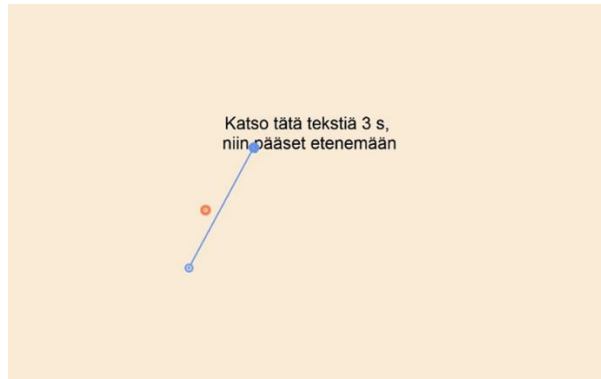 Katso tätä tekstiä 3 s,
niin pääset etenemään